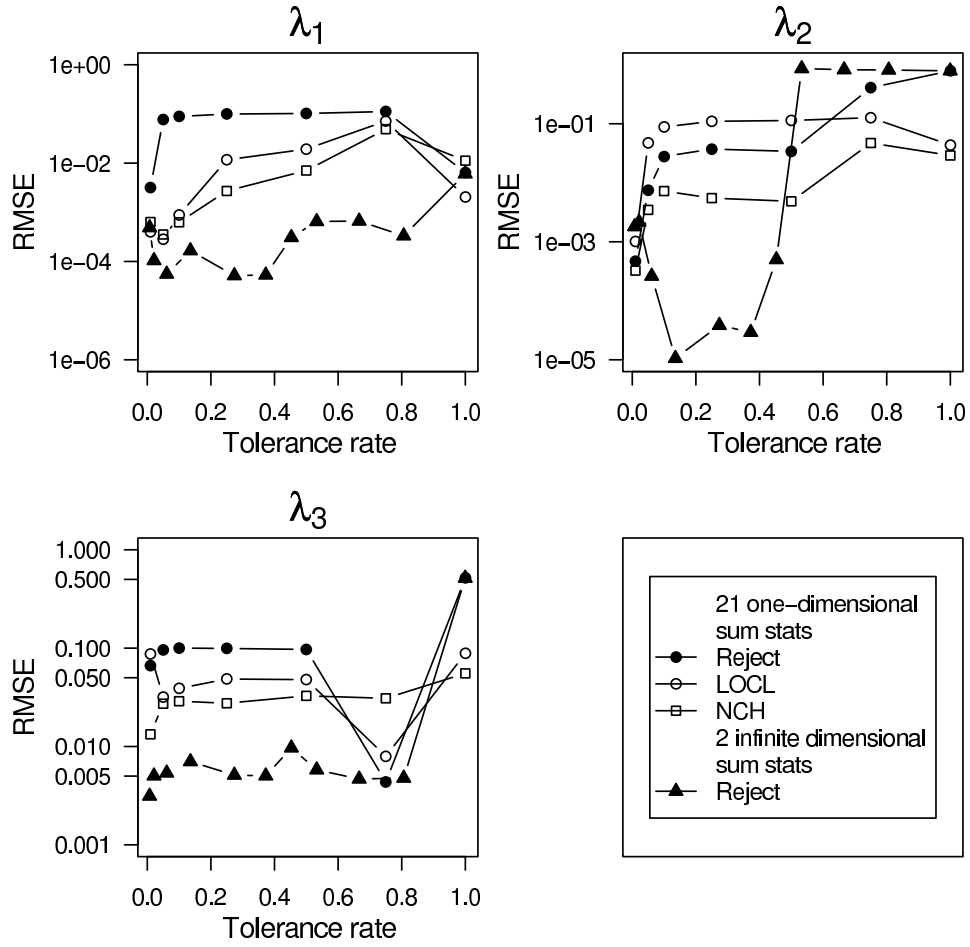 λ1
RMSE
1e+00
1e−02
1e−04
1e−06
0.0 0.2 0.4 0.6 0.8 1.0
Tolerance rate
λ2
RMSE
1e−01
1e−03
1e−05
0.0 0.2 0.4 0.6 0.8 1.0
Tolerance rate
λ3
RMSE
1.000
0.500
0.100
0.050
0.010
0.005
0.001
0.0 0.2 0.4 0.6 0.8 1.0
Tolerance rate
21 one−dimensional
sum stats
Reject
LOCL
NCH
2 infinite dimensional
sum stats
Reject